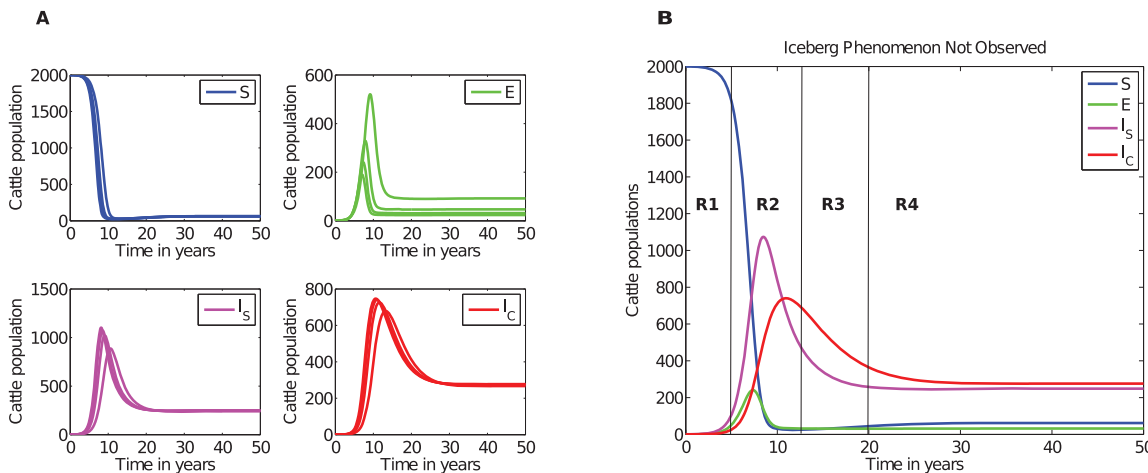 A
2000
1500
1000
500
0
Cattle population
0 10 20 30 40 50
Time in years
S
600
400
200
0
Cattle population
0 10 20 30 40 50
Time in years
E
1500
1000
500
0
Cattle population
0 10 20 30 40 50
Time in years
I_S
800
600
400
200
0
Cattle population
0 10 20 30 40 50
Time in years
I_C
B
Iceberg Phenomenon Not Observed
2000
1800
1600
1400
1200
1000
800
600
400
200
0
Cattle populations
S
E
I_S
I_C
R1 R2 R3 R4
0 10 20 30 40 50
Time in years